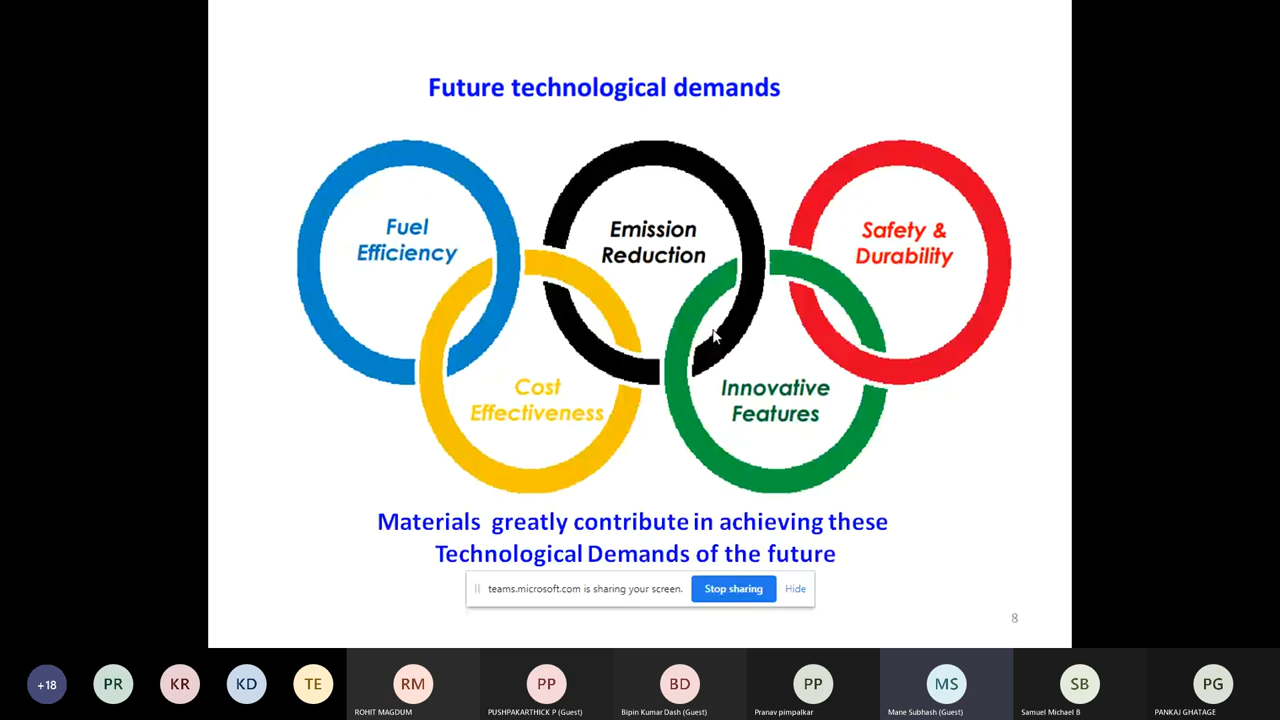 Future technological demands
Fuel
Efficiency
Emission
Reduction
Safety &
Durability
Cost
Effectiveness
Innovative
Features
Materials greatly contribute in achieving these
Technological Demands of the future
teams.microsoft.com is sharing your screen.
Stop sharing
Hide
8
+18
PR
KR
KD
TE
RM
ROHIT MAGDUM
PP
PUSHPAKARTHICK P (Guest)
BD
Bipin Kumar Dash (Guest)
PP
Pranav pimpalkar
MS
Mane Subhash (Guest)
SB
Samuel Michael B
PG
PANKAJ GHATAGE